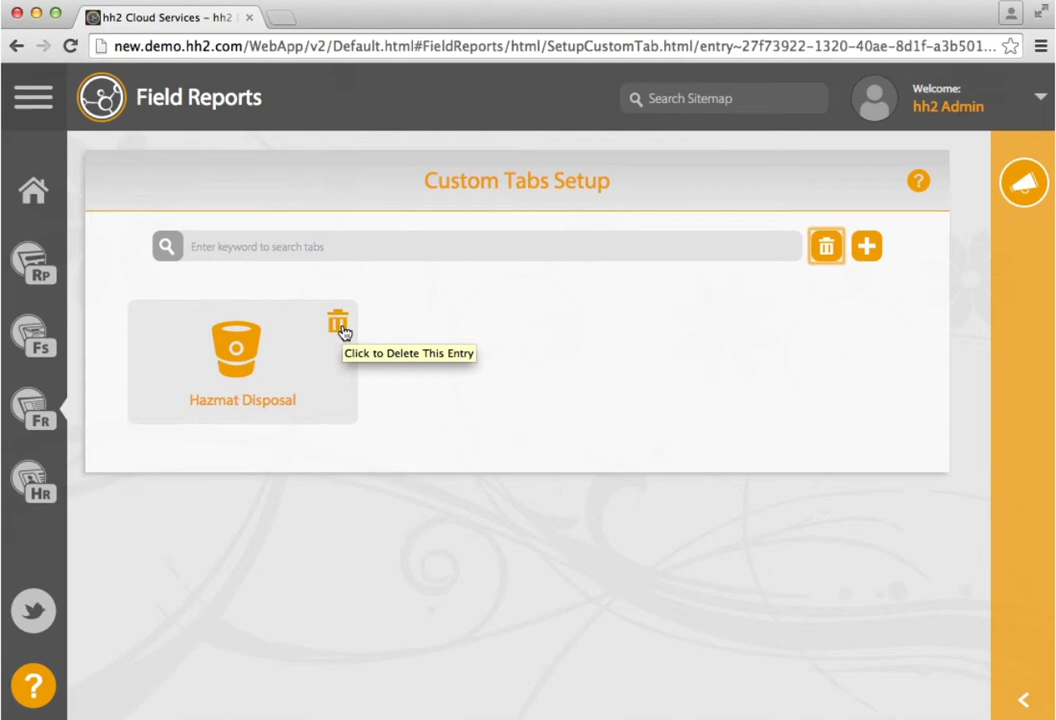 hh2 Cloud Services – hh2
new.demo.hh2.com/WebApp/v2/Default.html#FieldReports/html/SetupCustomTab.html/entry~27f73922-1320-40ae-8d1f-a3b501...
Field Reports
Search Sitemap
Welcome:
hh2 Admin
Custom Tabs Setup
?
Enter keyword to search tabs
RP
Click to Delete This Entry
FS
Hazmat Disposal
FR
HR
?